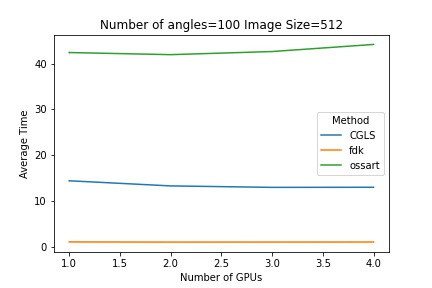 Number of angles=100 Image Size=512
Average Time
40
30
20
10
0
Method
CGLS
fdk
ossart
1.0 1.5 2.0 2.5 3.0 3.5 4.0
Number of GPUs